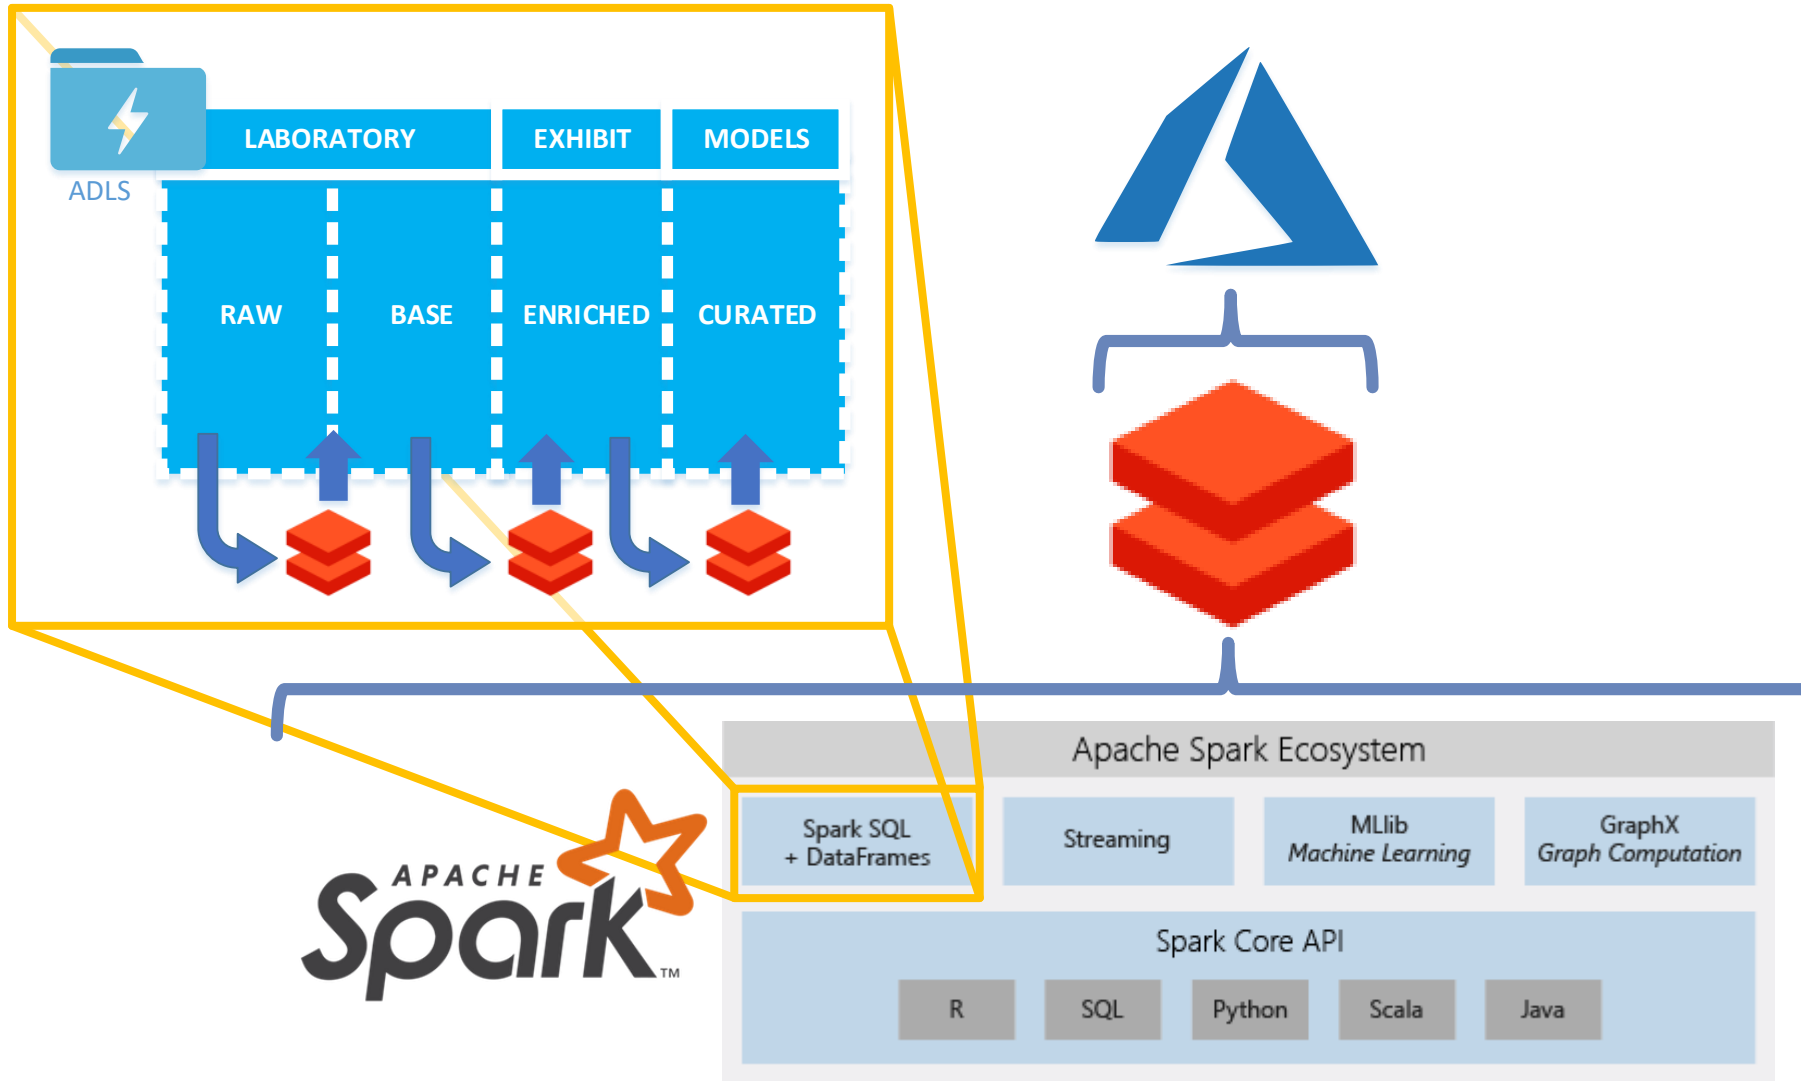 LABORATORY
EXHIBIT
MODELS
ADLS
RAW
BASE
ENRICHED
CURATED
Apache Spark Ecosystem
Spark SQL
+ DataFrames
Streaming
MLlib
Machine Learning
GraphX
Graph Computation
APACHE
Spark
TM
Spark Core API
R
SQL
Python
Scala
Java